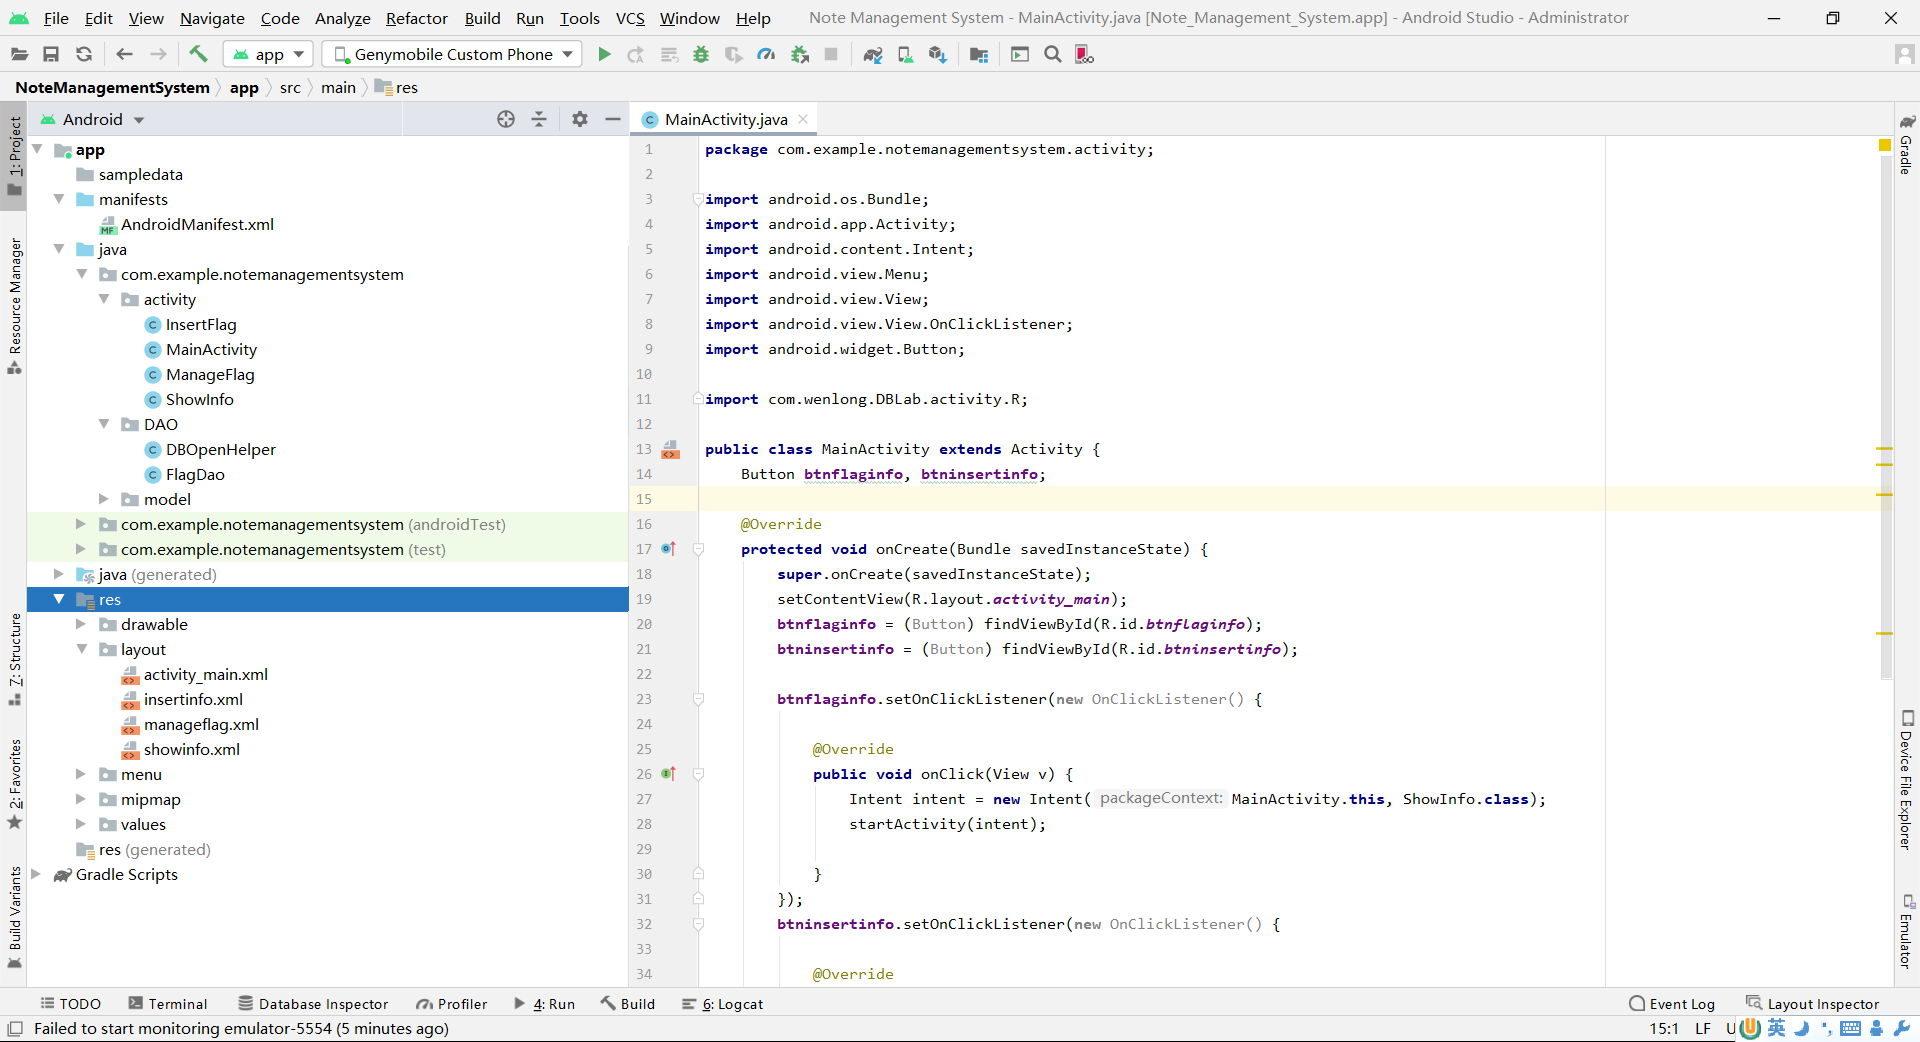 File Edit View Navigate Code Analyze Refactor Build Run Tools VCS Window Help Note Management System - MainActivity.java [Note_Management_System.app] - Android Studio - Administrator
app Genymobile Custom Phone
NoteManagementSystem app src main res
1: Project
Resource Manager
7: Structure
2: Favorites
Build Variants
Android
app
sampledata
manifests
AndroidManifest.xml
java
com.example.notemanagementsystem
activity
InsertFlag
MainActivity
ManageFlag
ShowInfo
DAO
DBOpenHelper
FlagDao
model
com.example.notemanagementsystem (androidTest)
com.example.notemanagementsystem (test)
java (generated)
res
drawable
layout
activity_main.xml
insertinfo.xml
manageflag.xml
showinfo.xml
menu
mipmap
values
res (generated)
Gradle Scripts
MainActivity.java
1 package com.example.notemanagementsystem.activity;
2
3 import android.os.Bundle;
4 import android.app.Activity;
5 import android.content.Intent;
6 import android.view.Menu;
7 import android.view.View;
8 import android.view.View.OnClickListener;
9 import android.widget.Button;
10
11 import com.wenlong.DBLab.activity.R;
12
13 public class MainActivity extends Activity {
14 Button btnflaginfo, btninsertinfo;
15
16 @Override
17 protected void onCreate(Bundle savedInstanceState) {
18 super.onCreate(savedInstanceState);
19 setContentView(R.layout.activity_main);
20 btnflaginfo = (Button) findViewById(R.id.btnflaginfo);
21 btninsertinfo = (Button) findViewById(R.id.btninsertinfo);
22
23 btnflaginfo.setOnClickListener(new OnClickListener() {
24
25 @Override
26 public void onClick(View v) {
27 Intent intent = new Intent( packageContext: MainActivity.this, ShowInfo.class);
28 startActivity(intent);
29
30 }
31 });
32 btninsertinfo.setOnClickListener(new OnClickListener() {
33
34 @Override
Gradle
Device File Explorer
Emulator
TODO Terminal Database Inspector Profiler 4: Run Build 6: Logcat Event Log Layout Inspector
Failed to start monitoring emulator-5554 (5 minutes ago) 15:1 LF U 英